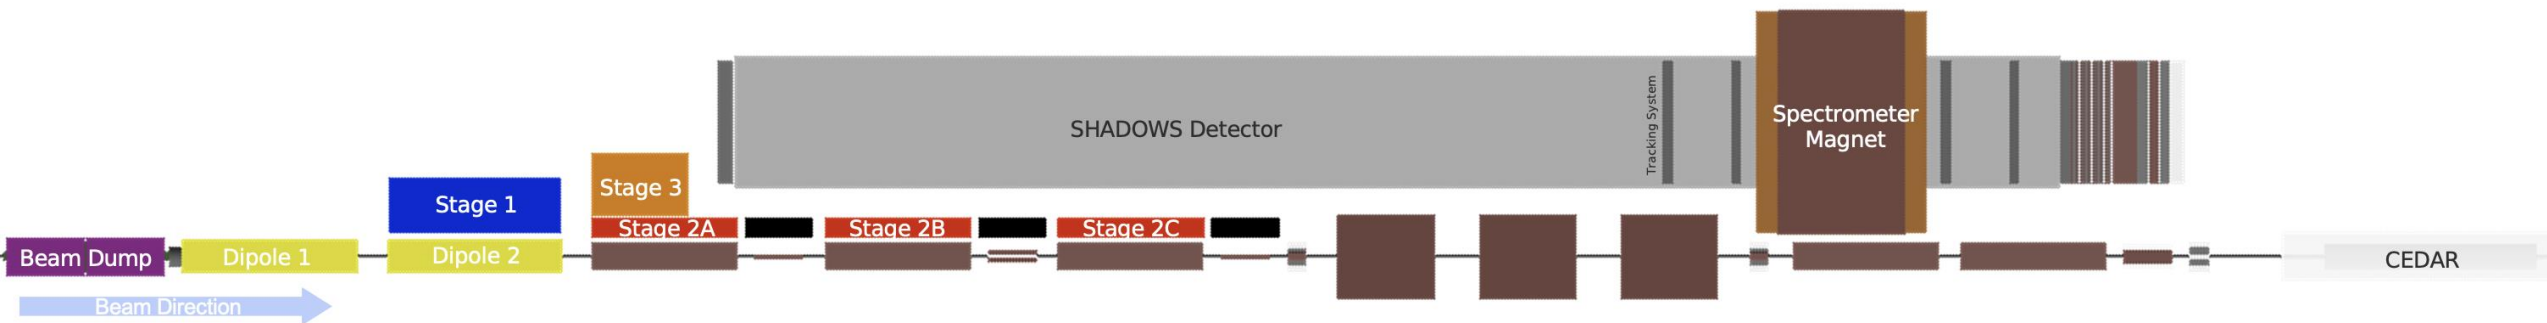 Tracking System
SHADOWS Detector
Spectrometer
Magnet
Stage 3
Stage 1
Stage 2A
Stage 2B
Stage 2C
Beam Dump
Dipole 1
Dipole 2
CEDAR
Beam Direction